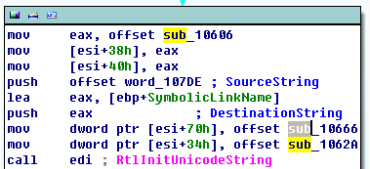 mov eax, offset sub_10606
mov [esi+38h], eax
mov [esi+40h], eax
push offset word_107DE ; SourceString
lea eax, [ebp+SymbolicLinkName]
push eax ; DestinationString
mov dword ptr [esi+70h], offset sub_10666
mov dword ptr [esi+34h], offset sub_1062A
call edi ; RtlInitUnicodeString